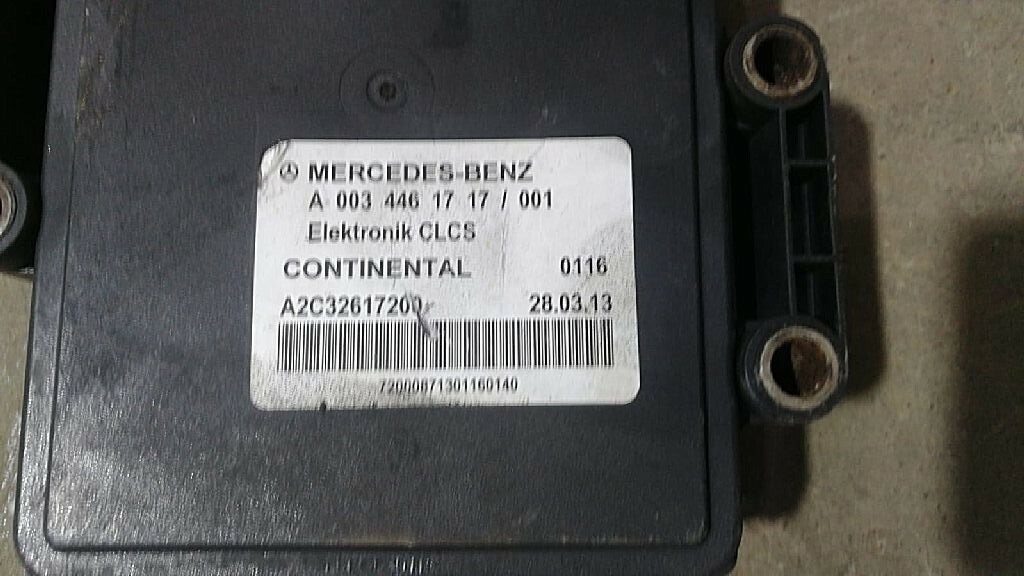 MERCEDES-BENZ
A 003 446 17 17 / 001
Elektronik CLCS
CONTINENTAL 0116
A2C32617200- 28.03.13
72000871301160140